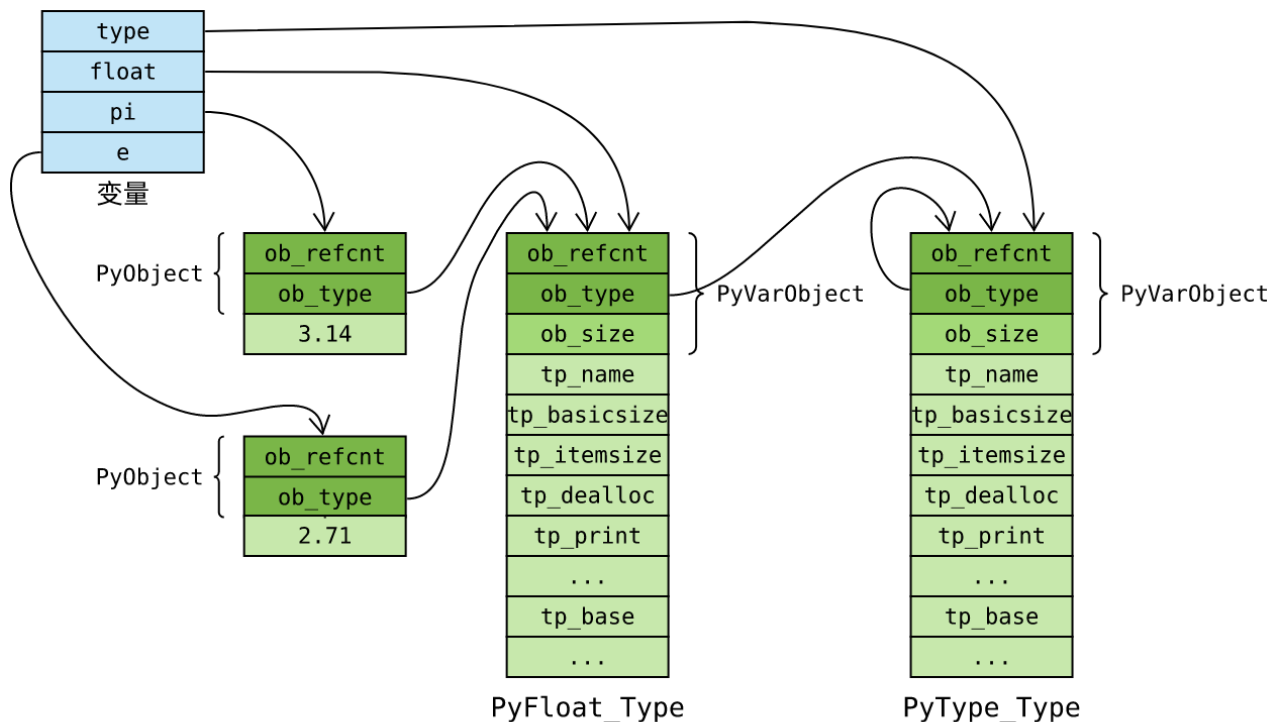 type
float
pi
e
变量
PyObject
ob_refcnt
ob_type
3.14
PyObject
ob_refcnt
ob_type
2.71
ob_refcnt
ob_type
ob_size
tp_name
tp_basicsize
tp_itemsize
tp_dealloc
tp_print
...
tp_base
...
PyVarObject
PyFloat_Type
ob_refcnt
ob_type
ob_size
tp_name
tp_basicsize
tp_itemsize
tp_dealloc
tp_print
...
tp_base
...
PyVarObject
PyType_Type